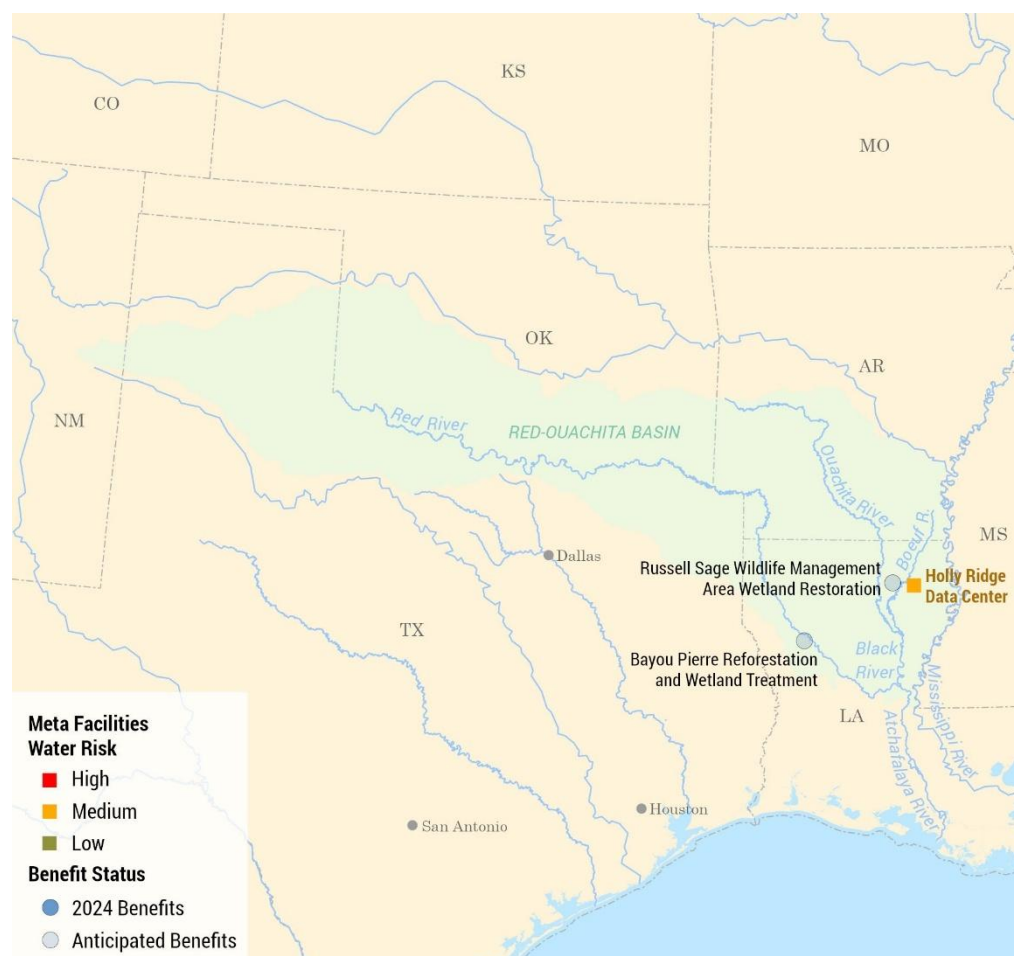 KS
CO
MO
OK
AR
NM
Red River
RED-OUACHITA BASIN
Ouachita River
Boeuf R.
MS
Dallas
Russell Sage Wildlife Management
Area Wetland Restoration
Holly Ridge
Data Center
TX
Bayou Pierre Reforestation
and Wetland Treatment
Black
River
LA
Mississippi River
Atchafalaya River
Houston
San Antonio
Meta Facilities
Water Risk
High
Medium
Low
Benefit Status
2024 Benefits
Anticipated Benefits